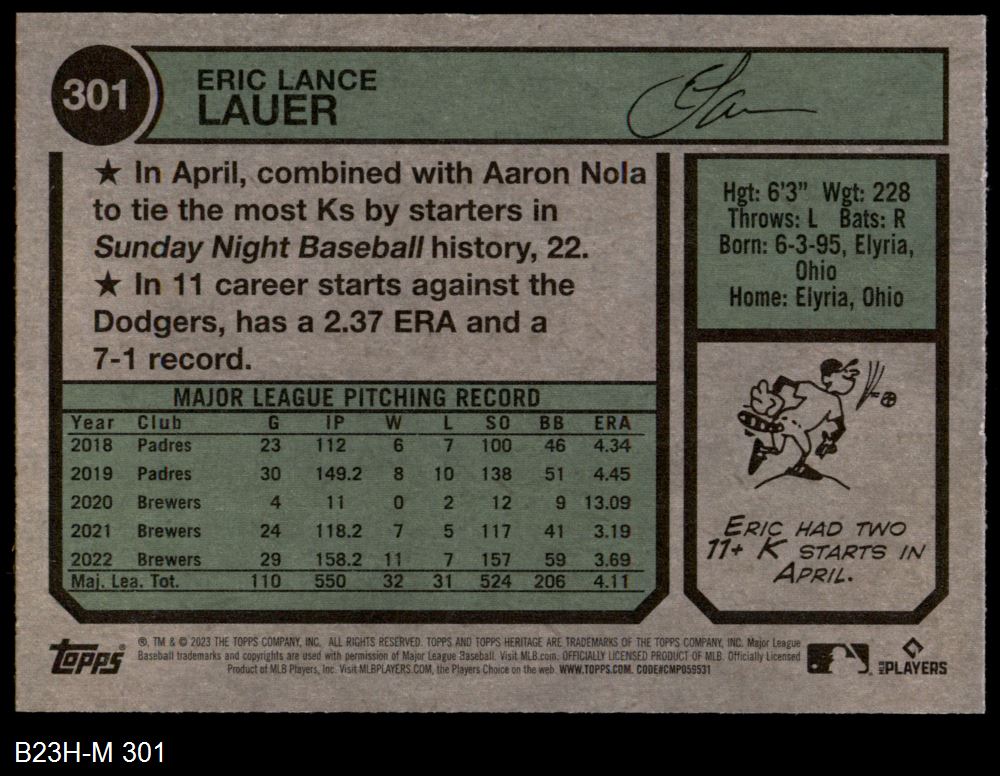 301
ERIC LANCE
LAUER
★ In April, combined with Aaron Nola
to tie the most Ks by starters in
Sunday Night Baseball history, 22.
★ In 11 career starts against the
Dodgers, has a 2.37 ERA and a
7-1 record.
Hgt: 6'3" Wgt: 228
Throws: L Bats: R
Born: 6-3-95, Elyria,
Ohio
Home: Elyria, Ohio
MAJOR LEAGUE PITCHING RECORD
Year Club G IP W L SO BB ERA
2018 Padres 23 112 6 7 100 46 4.34
2019 Padres 30 149.2 8 10 138 51 4.45
2020 Brewers 4 11 0 2 12 9 13.09
2021 Brewers 24 118.2 7 5 117 41 3.19
2022 Brewers 29 158.2 11 7 157 59 3.69
Maj. Lea. Tot. 110 550 32 31 524 206 4.11
ERIC HAD TWO
11+ K STARTS IN
APRIL.
TOPPS
®, TM & © 2023 THE TOPPS COMPANY, INC. ALL RIGHTS RESERVED. TOPPS AND TOPPS HERITAGE ARE TRADEMARKS OF THE TOPPS COMPANY, INC. Major League
Baseball trademarks and copyrights are used with permission of Major League Baseball. Visit MLB.com. OFFICIALLY LICENSED PRODUCT OF MLB. Officially Licensed
Product of MLB Players, Inc. Visit MLBPLAYERS.COM, the Players Choice on the web. WWW.TOPPS.COM. CODE#CMP059531
MLB PLAYERS
B23H-M 301